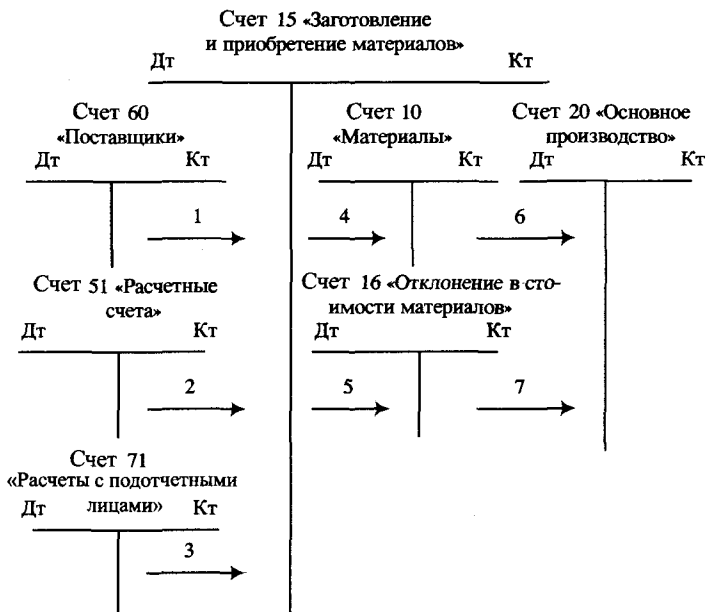 Счет 15 «Заготовление
и приобретение материалов»
Дт Кт
Счет 60
«Поставщики»
Дт Кт
Счет 10
«Материалы»
Дт Кт
Счет 20 «Основное
производство»
Дт Кт
1
4
6
Счет 51 «Расчетные
счета»
Дт Кт
Счет 16 «Отклонение в сто-
имости материалов»
Дт Кт
2
5
7
Счет 71
«Расчеты с подотчетными
лицами»
Дт Кт
3